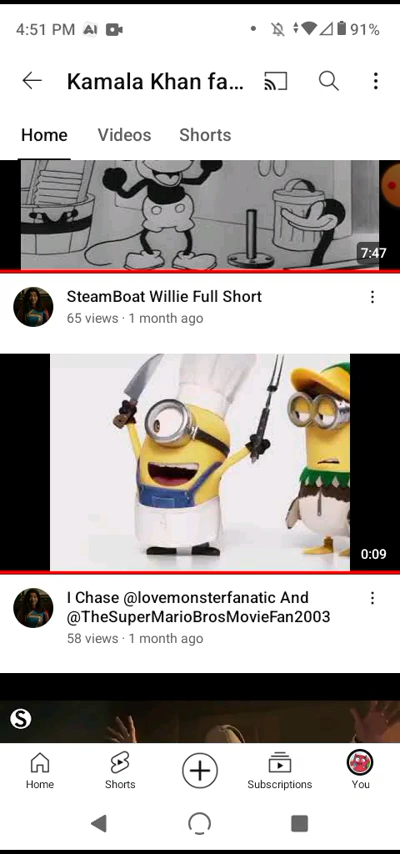 4:51 PM AI 91%
Kamala Khan fa...
Home Videos Shorts
7:47
SteamBoat Willie Full Short
65 views · 1 month ago
0:09
I Chase @lovemonsterfanatic And
@TheSuperMarioBrosMovieFan2003
58 views · 1 month ago
S
Home Shorts Subscriptions You